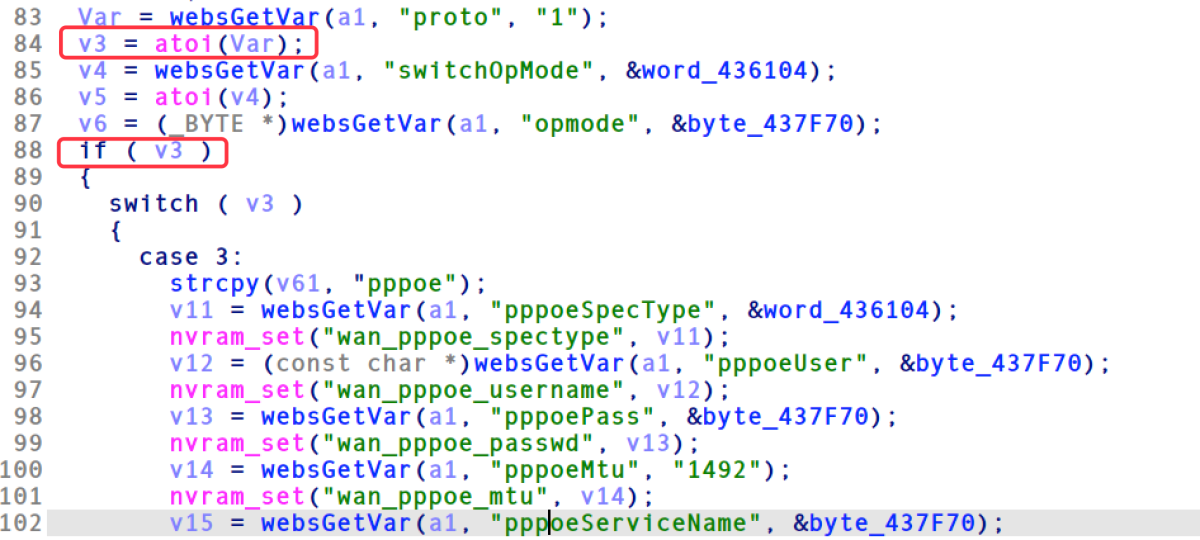 83 Var = websGetVar(a1, "proto", "1");
84 v3 = atoi(Var);
85 v4 = websGetVar(a1, "switchOpMode", &word_436104);
86 v5 = atoi(v4);
87 v6 = (_BYTE *)websGetVar(a1, "opmode", &byte_437F70);
88 if ( v3 )
89 {
90 switch ( v3 )
91 {
92 case 3:
93 strcpy(v61, "pppoe");
94 v11 = websGetVar(a1, "pppoeSpecType", &word_436104);
95 nvram_set("wan_pppoe_spectype", v11);
96 v12 = (const char *)websGetVar(a1, "pppoeUser", &byte_437F70);
97 nvram_set("wan_pppoe_username", v12);
98 v13 = websGetVar(a1, "pppoePass", &byte_437F70);
99 nvram_set("wan_pppoe_passwd", v13);
100 v14 = websGetVar(a1, "pppoeMtu", "1492");
101 nvram_set("wan_pppoe_mtu", v14);
102 v15 = websGetVar(a1, "pppoeServiceName", &byte_437F70);